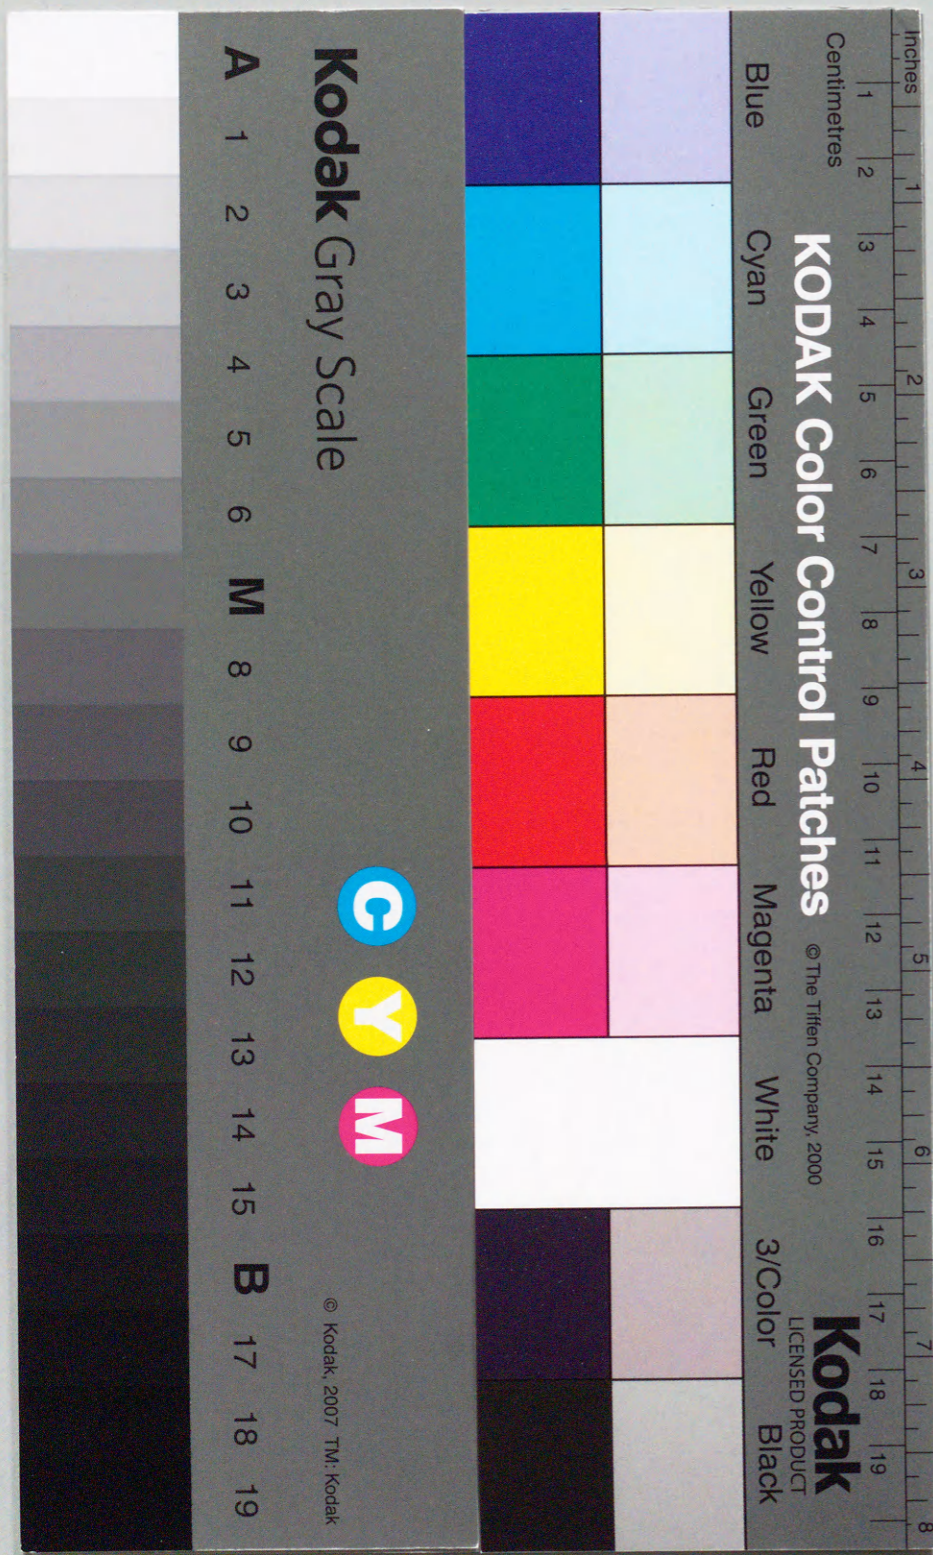 Inches 1 2 3 4 5 6 7 8
Centimetres 1 2 3 4 5 6 7 8 9 10 11 12 13 14 15 16 17 18 19
KODAK Color Control Patches © The Tiffen Company, 2000
Kodak
LICENSED PRODUCT
Blue Cyan Green Yellow Red Magenta White 3/Color Black
Kodak Gray Scale
C Y M
© Kodak, 2007 TM: Kodak
A 1 2 3 4 5 6 M 8 9 10 11 12 13 14 15 B 17 18 19